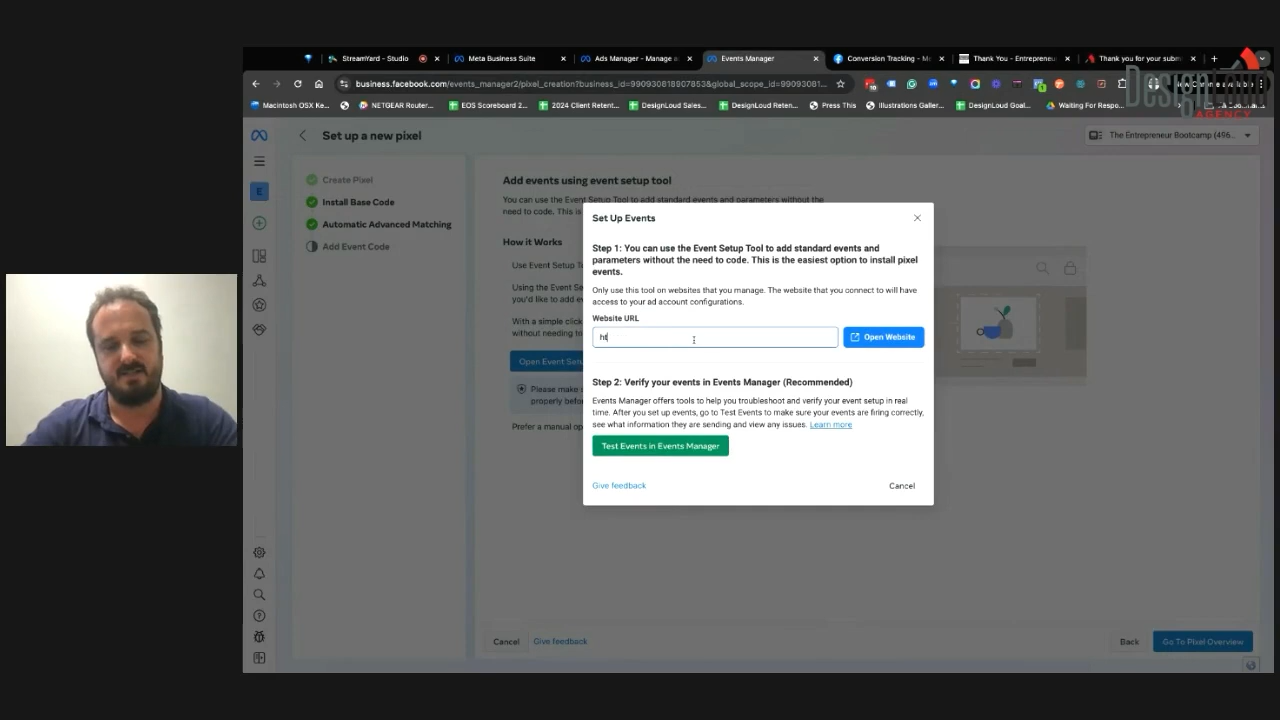 StreamYard - Studio
Meta Business Suite
Ads Manager - Manage a
Events Manager
Conversion Tracking - M
Thank You - Entrepreneur
Thank you for your subm
business.facebook.com/events_manager2/pixel_creation?business_id=990930618907853&global_scope_id=99093081...
Macintosh OSX Ke...
NETGEAR Router...
EOS Scoreboard 2...
2024 Client Retent...
DesignLoud Sales...
DesignLoud Reten...
Press This
Illustrations Galler...
DesignLoud Goal...
Waiting For Respo...
AGENCY
Set up a new pixel
The Entrepreneur Bootcamp (496...
E
Create Pixel
Install Base Code
Automatic Advanced Matching
Add Event Code
Add events using event setup tool
You can use the Event Setup Tool to add standard events and parameters without the
need to code. This is
How it Works
Use Event Setup T
Using the Event Se
you'd like to add e
With a simple click
without needing to
Open Event Setu
Please make s
properly befor
Prefer a manual op
Set Up Events
Step 1: You can use the Event Setup Tool to add standard events and
parameters without the need to code. This is the easiest option to install pixel
events.
Only use this tool on websites that you manage. The website that you connect to will have
access to your ad account configurations.
Website URL
ht
Open Website
Step 2: Verify your events in Events Manager (Recommended)
Events Manager offers tools to help you troubleshoot and verify your event setup in real
time. After you set up events, go to Test Events to make sure your events are firing correctly,
see what information they are sending and view any issues. Learn more
Test Events in Events Manager
Give feedback
Cancel
Cancel
Give feedback
Back
Go To Pixel Overview